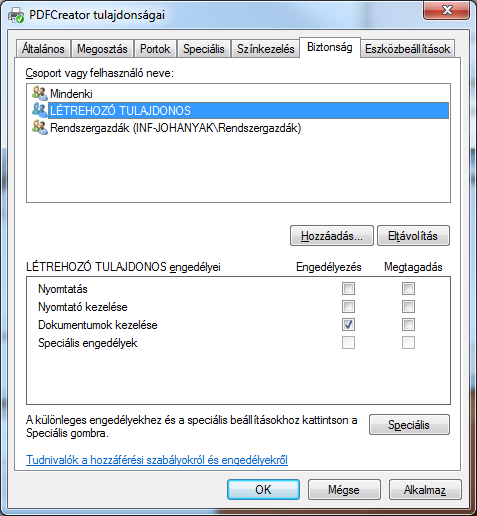 PDFCreator tulajdonságai
Általános Megosztás Portok Speciális Színkezelés Biztonság Eszközbeállítások
Csoport vagy felhasználó neve:
Mindenki
LÉTREHOZÓ TULAJDONOS
Rendszergazdák (INF-JOHANYAK\Rendszergazdák)
Hozzáadás... Eltávolítás
LÉTREHOZÓ TULAJDONOS engedélyei Engedélyezés Megtagadás
Nyomtatás
Nyomtató kezelése
Dokumentumok kezelése
Speciális engedélyek
A különleges engedélyekhez és a speciális beállításokhoz kattintson a
Speciális gombra.
Speciális
Tudnivalók a hozzáférési szabályokról és engedélyekről
OK Mégse Alkalmaz